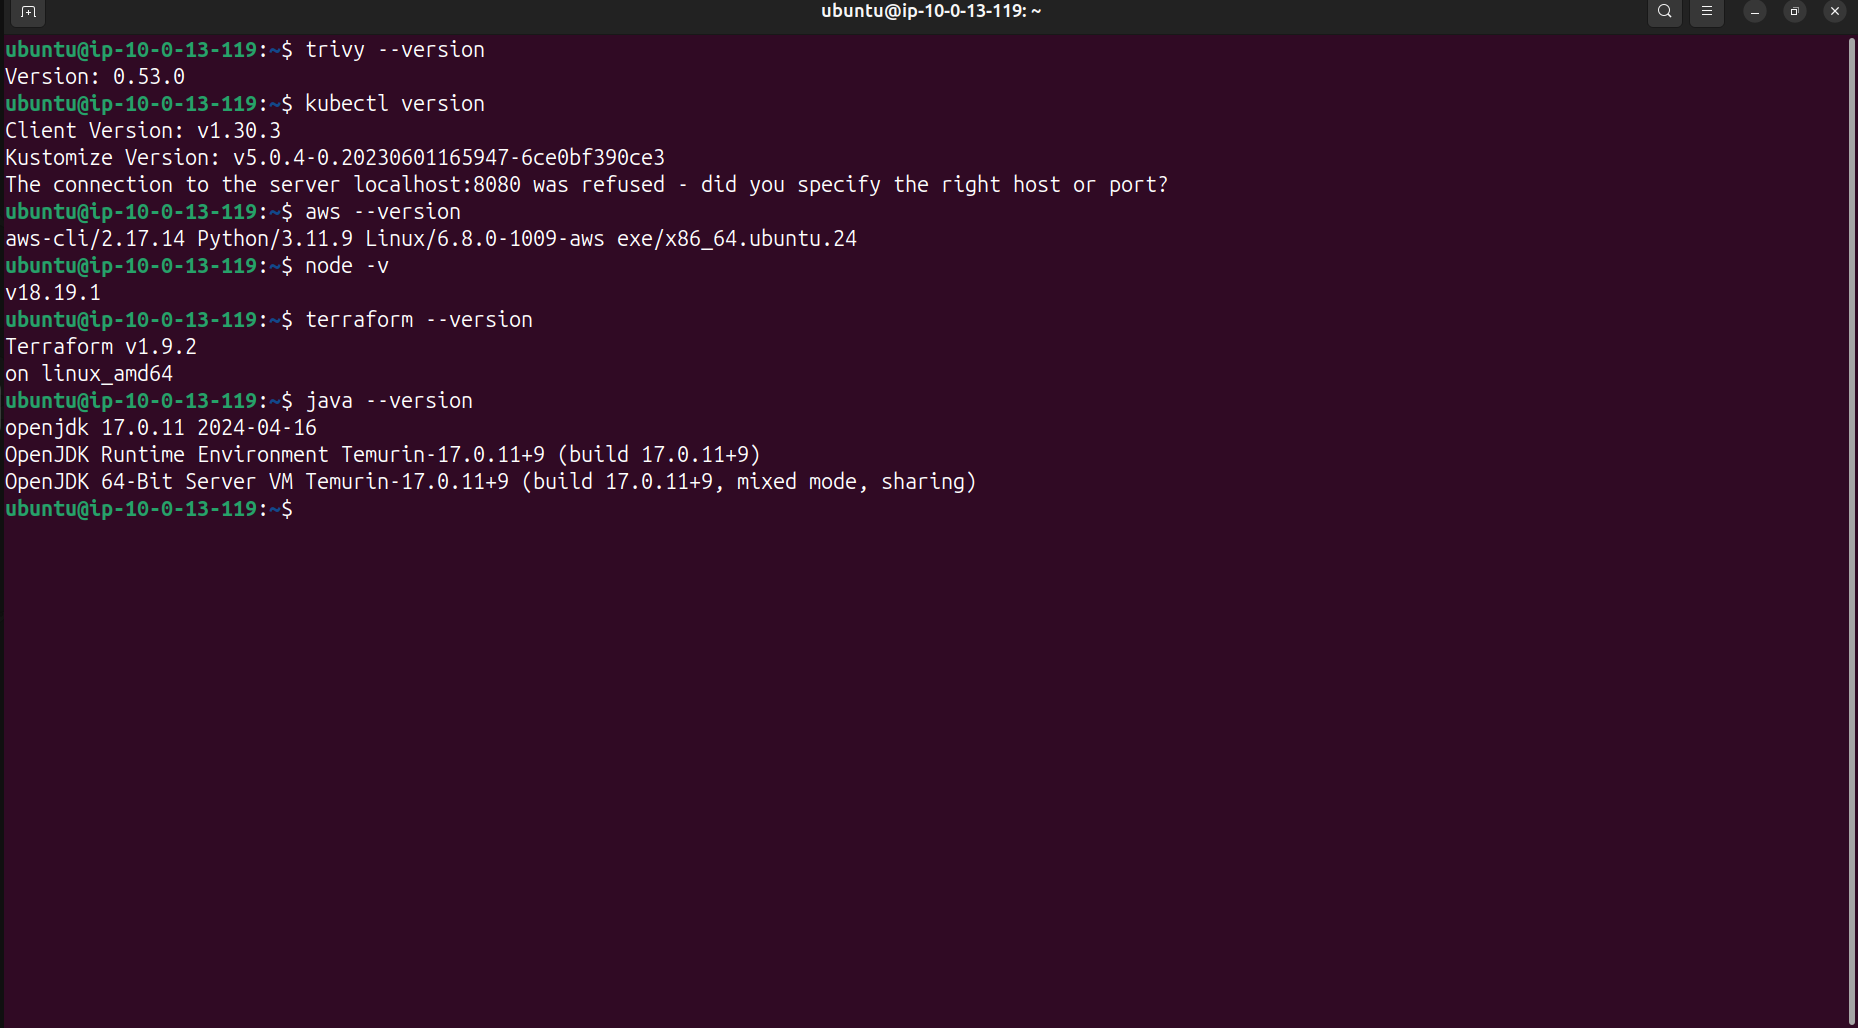 ubuntu@ip-10-0-13-119: ~
ubuntu@ip-10-0-13-119:~$ trivy --version
Version: 0.53.0
ubuntu@ip-10-0-13-119:~$ kubectl version
Client Version: v1.30.3
Kustomize Version: v5.0.4-0.20230601165947-6ce0bf390ce3
The connection to the server localhost:8080 was refused - did you specify the right host or port?
ubuntu@ip-10-0-13-119:~$ aws --version
aws-cli/2.17.14 Python/3.11.9 Linux/6.8.0-1009-aws exe/x86_64.ubuntu.24
ubuntu@ip-10-0-13-119:~$ node -v
v18.19.1
ubuntu@ip-10-0-13-119:~$ terraform --version
Terraform v1.9.2
on linux_amd64
ubuntu@ip-10-0-13-119:~$ java --version
openjdk 17.0.11 2024-04-16
OpenJDK Runtime Environment Temurin-17.0.11+9 (build 17.0.11+9)
OpenJDK 64-Bit Server VM Temurin-17.0.11+9 (build 17.0.11+9, mixed mode, sharing)
ubuntu@ip-10-0-13-119:~$